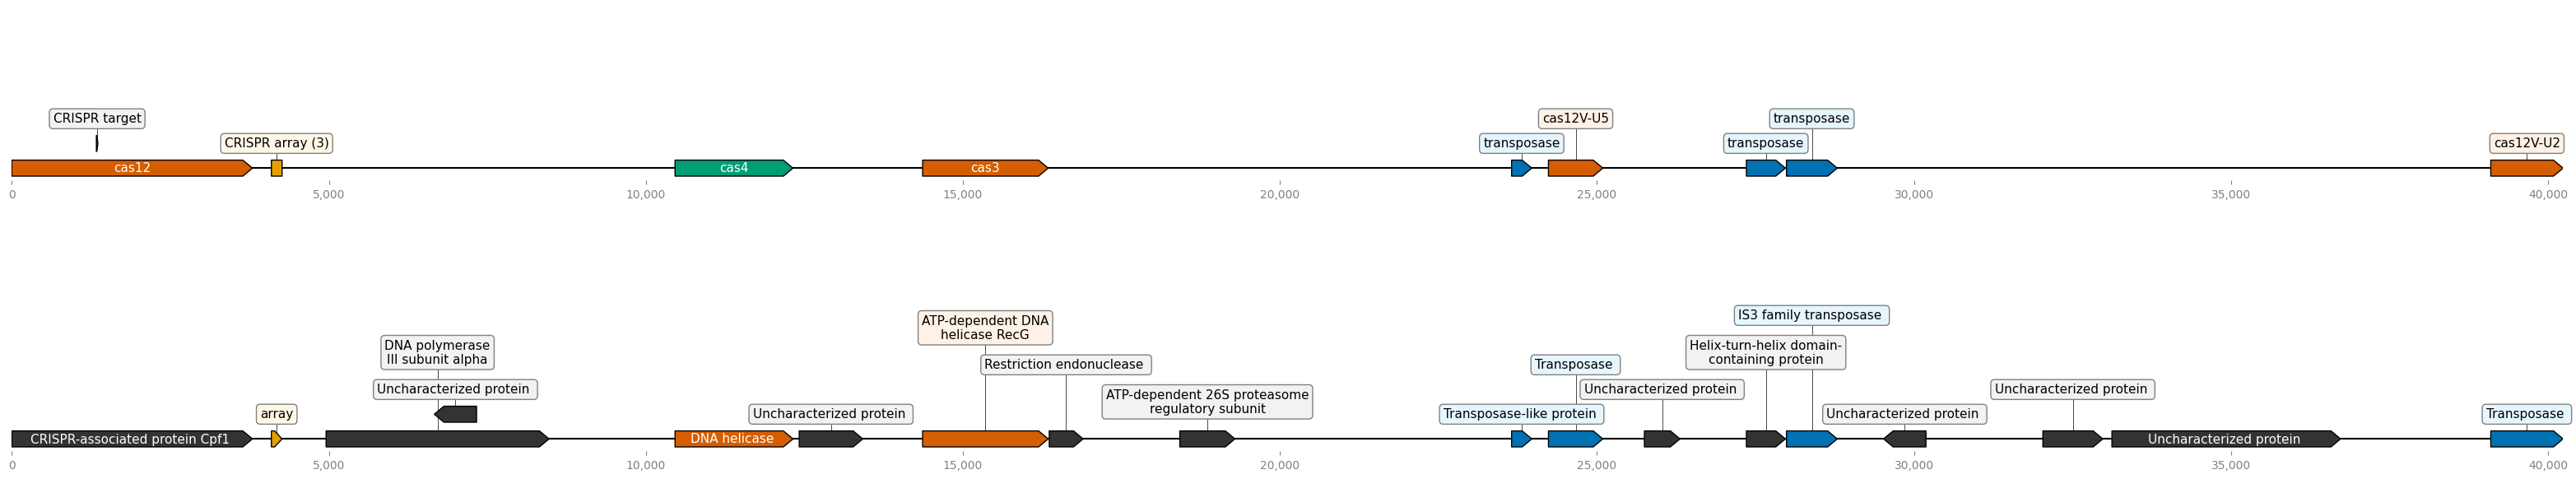 CRISPR target
transposase
cas12V-U5
transposase
CRISPR array (3)
transposase
cas12V-U2
cas12
cas4
cas3
0
5,000
10,000
15,000
20,000
25,000
30,000
35,000
40,000
IS3 family transposase
ATP-dependent DNA
helicase RecG
DNA polymerase
III subunit alpha
Helix-turn-helix domain-
containing protein
Restriction endonuclease
Transposase
Uncharacterized protein
ATP-dependent 26S proteasome
regulatory subunit
Uncharacterized protein
Uncharacterized protein
array
Uncharacterized protein
Transposase-like protein
Uncharacterized protein
Transposase
CRISPR-associated protein Cpf1
DNA helicase
Uncharacterized protein
0
5,000
10,000
15,000
20,000
25,000
30,000
35,000
40,000